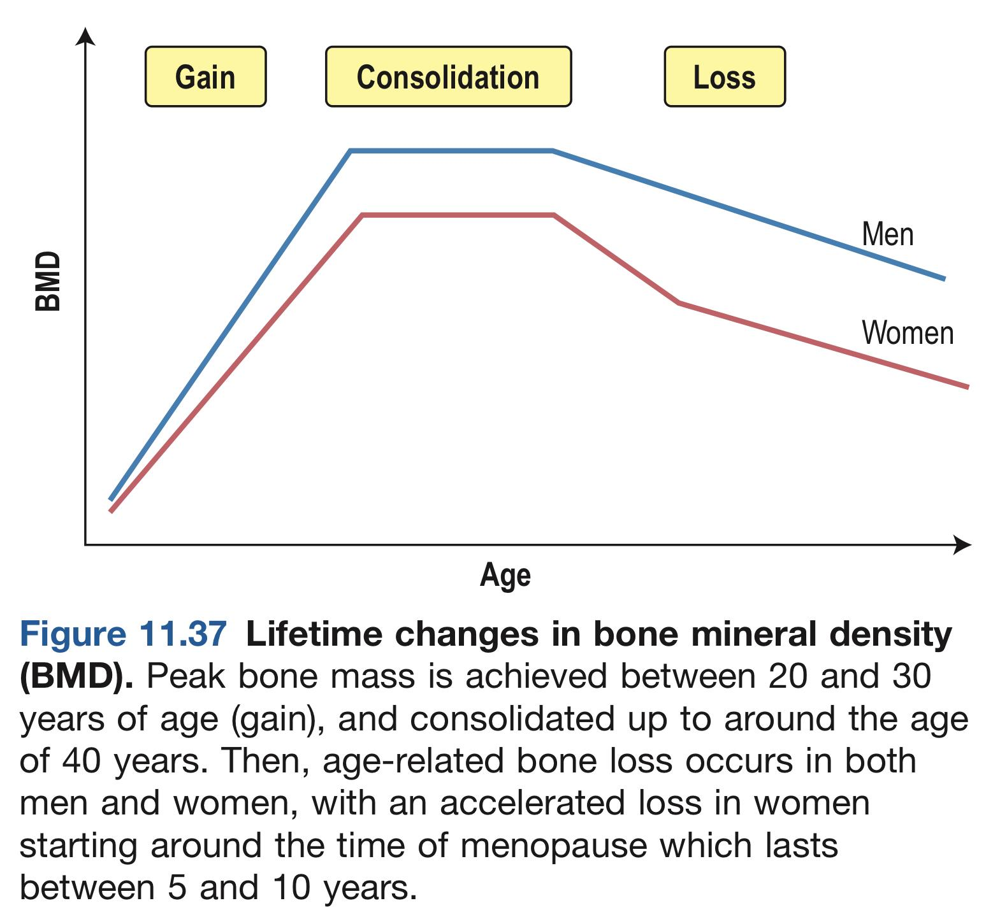 Gain
Consolidation
Loss
Men
BMD
Women
Age
Figure 11.37 Lifetime changes in bone mineral density
(BMD). Peak bone mass is achieved between 20 and 30
years of age (gain), and consolidated up to around the age
of 40 years. Then, age-related bone loss occurs in both
men and women, with an accelerated loss in women
starting around the time of menopause which lasts
between 5 and 10 years.